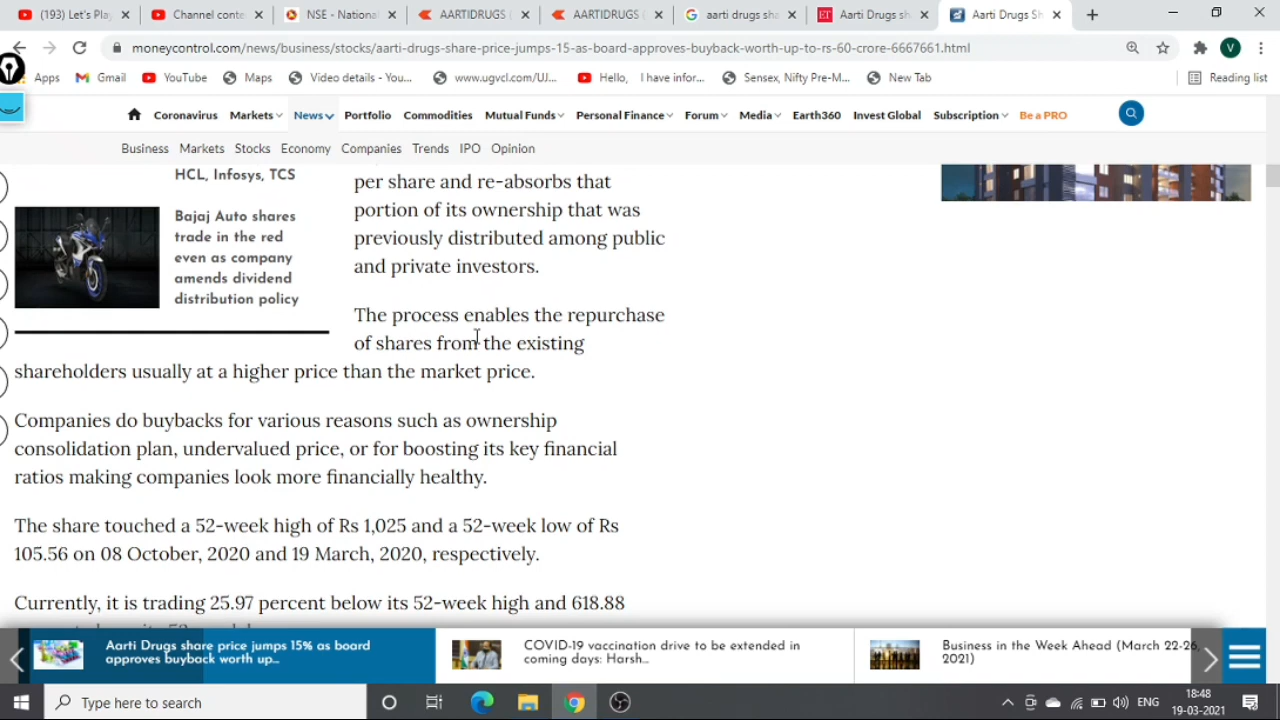 (193) Let's Pla
Channel conte
NSE - Nationa
AARTIDRUGS (
AARTIDRUGS (
aarti drugs sha
Aarti Drugs sh
Aarti Drugs Sh
moneycontrol.com/news/business/stocks/aarti-drugs-share-price-jumps-15-as-board-approves-buyback-worth-up-to-rs-60-crore-6667661.html
V
Apps
Gmail
YouTube
Maps
Video details - You...
www.ugvcl.com/UJ...
Hello, I have infor...
Sensex, Nifty Pre-M...
New Tab
Reading list
Coronavirus Markets News Portfolio Commodities Mutual Funds Personal Finance Forum Media Earth360 Invest Global Subscription Be a PRO
Business Markets Stocks Economy Companies Trends IPO Opinion
HCL, Infosys, TCS
Bajaj Auto shares
trade in the red
even as company
amends dividend
distribution policy
per share and re-absorbs that
portion of its ownership that was
previously distributed among public
and private investors.
The process enables the repurchase
of shares from the existing
shareholders usually at a higher price than the market price.
Companies do buybacks for various reasons such as ownership
consolidation plan, undervalued price, or for boosting its key financial
ratios making companies look more financially healthy.
The share touched a 52-week high of Rs 1,025 and a 52-week low of Rs
105.56 on 08 October, 2020 and 19 March, 2020, respectively.
Currently, it is trading 25.97 percent below its 52-week high and 618.88
Aarti Drugs share price jumps 15% as board
approves buyback worth up...
COVID-19 vaccination drive to be extended in
coming days: Harsh...
Business in the Week Ahead (March 22-26,
2021)
Type here to search
ENG
18:48
19-03-2021